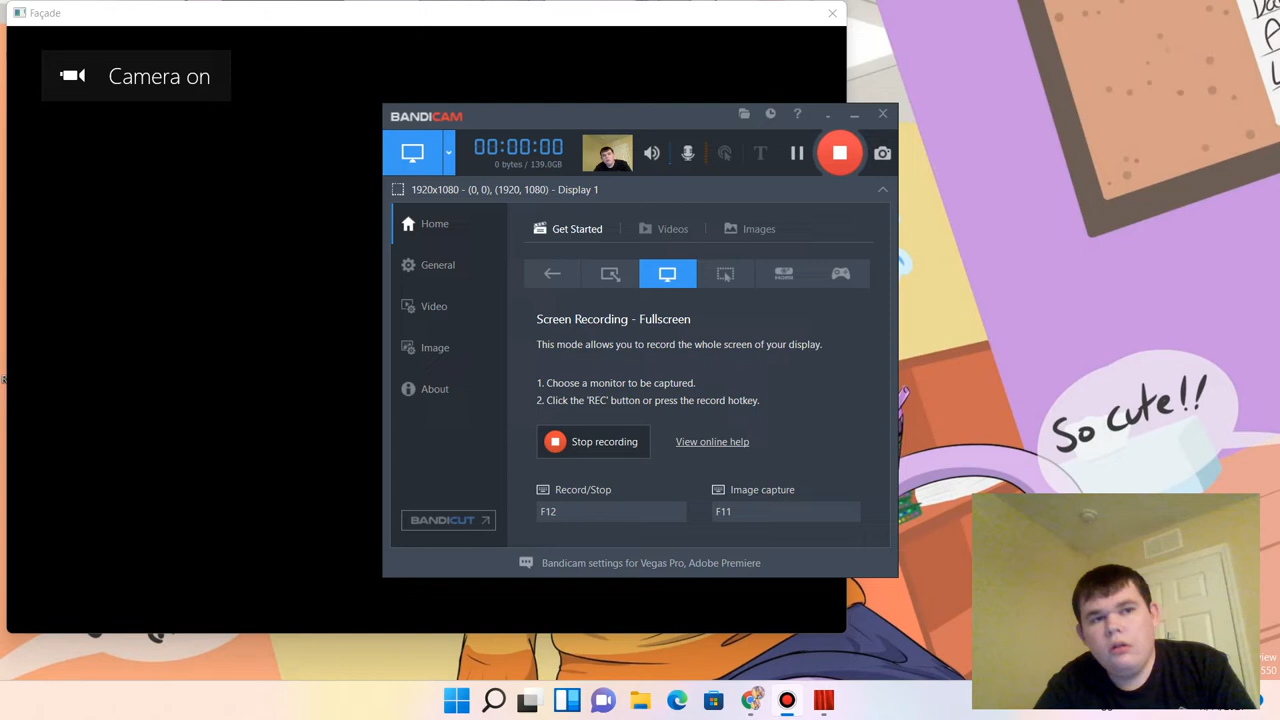 Façade
Camera on
BANDICAM
00:00:00
0 bytes / 139.0GB
T
1920x1080 - (0, 0), (1920, 1080) - Display 1
Home
General
Video
Image
About
BANDICUT
Get Started
Videos
Images
Screen Recording - Fullscreen
This mode allows you to record the whole screen of your display.
1. Choose a monitor to be captured.
2. Click the 'REC' button or press the record hotkey.
Stop recording
View online help
Record/Stop
Image capture
F12
F11
Bandicam settings for Vegas Pro, Adobe Premiere
So cute!!